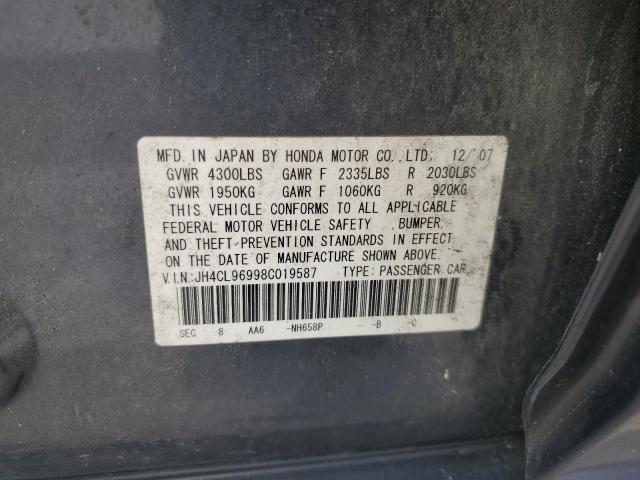 MFD. IN JAPAN BY HONDA MOTOR CO.,LTD; 12/'07
GVWR 4300LBS GAWR F 2335LBS R 2030LBS
GVWR 1950KG GAWR F 1060KG R 920KG
THIS VEHICLE CONFORMS TO ALL APPLICABLE
FEDERAL MOTOR VEHICLE SAFETY , BUMPER,
AND THEFT-PREVENTION STANDARDS IN EFFECT
ON THE DATE OF MANUFACTURE SHOWN ABOVE.
V.I.N.:JH4CL96998C019587 TYPE: PASSENGER CAR
SEC 8 AA6 -NH658P -B -C